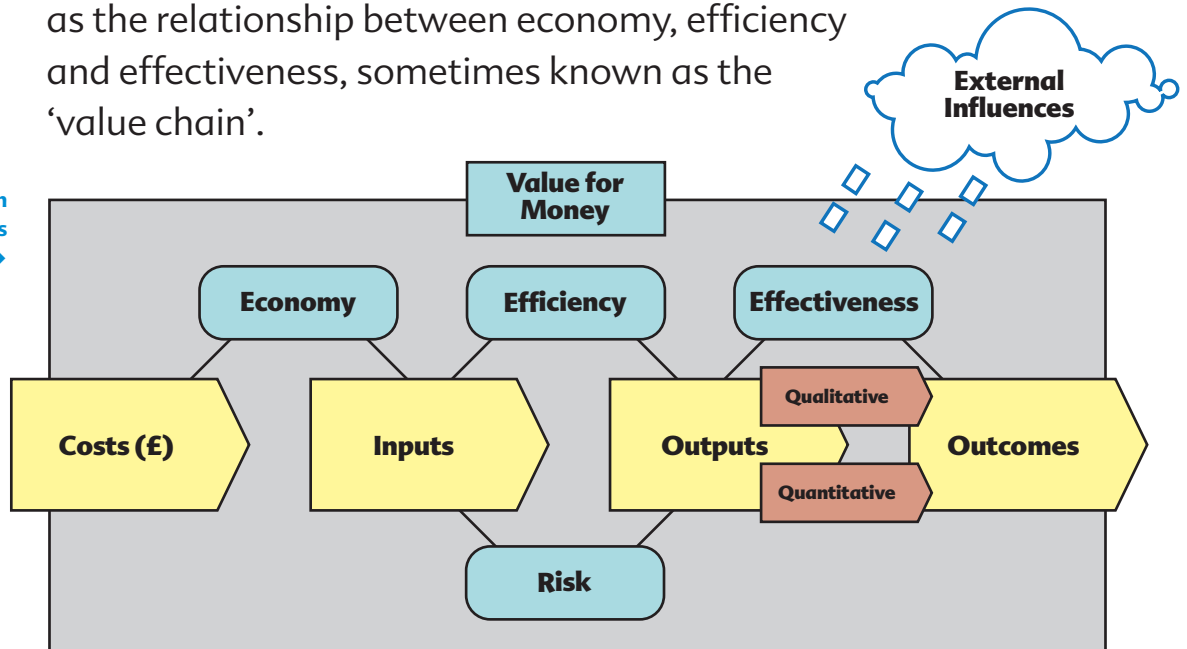 as the relationship between economy, efficiency
and effectiveness, sometimes known as the
‘value chain’.
External
Influences
Value for
Money
Economy
Efficiency
Effectiveness
Costs (£)
Inputs
Outputs
Qualitative
Quantitative
Outcomes
Risk